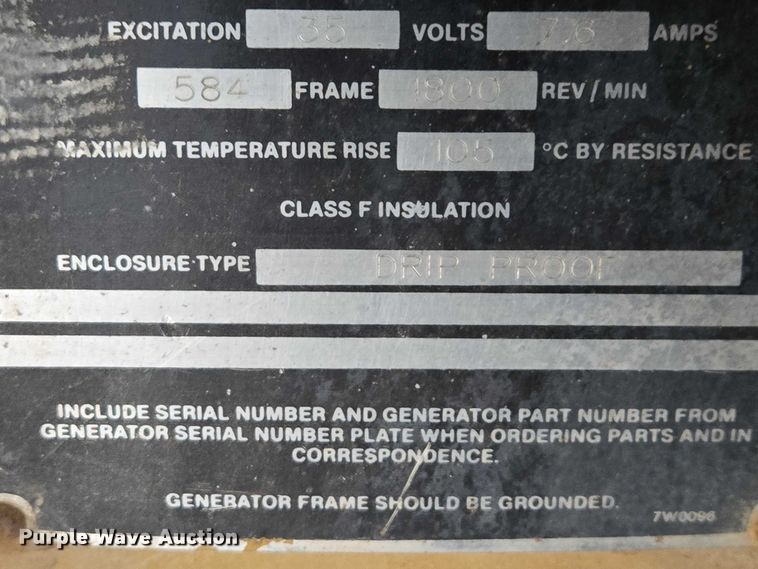 EXCITATION 35 VOLTS 7.6 AMPS
584 FRAME 1800 REV/MIN
MAXIMUM TEMPERATURE RISE 105 °C BY RESISTANCE
CLASS F INSULATION
ENCLOSURE TYPE DRIP PROOF
INCLUDE SERIAL NUMBER AND GENERATOR PART NUMBER FROM
GENERATOR SERIAL NUMBER PLATE WHEN ORDERING PARTS AND IN
CORRESPONDENCE.
GENERATOR FRAME SHOULD BE GROUNDED.
7W0096
Purple Wave Auction